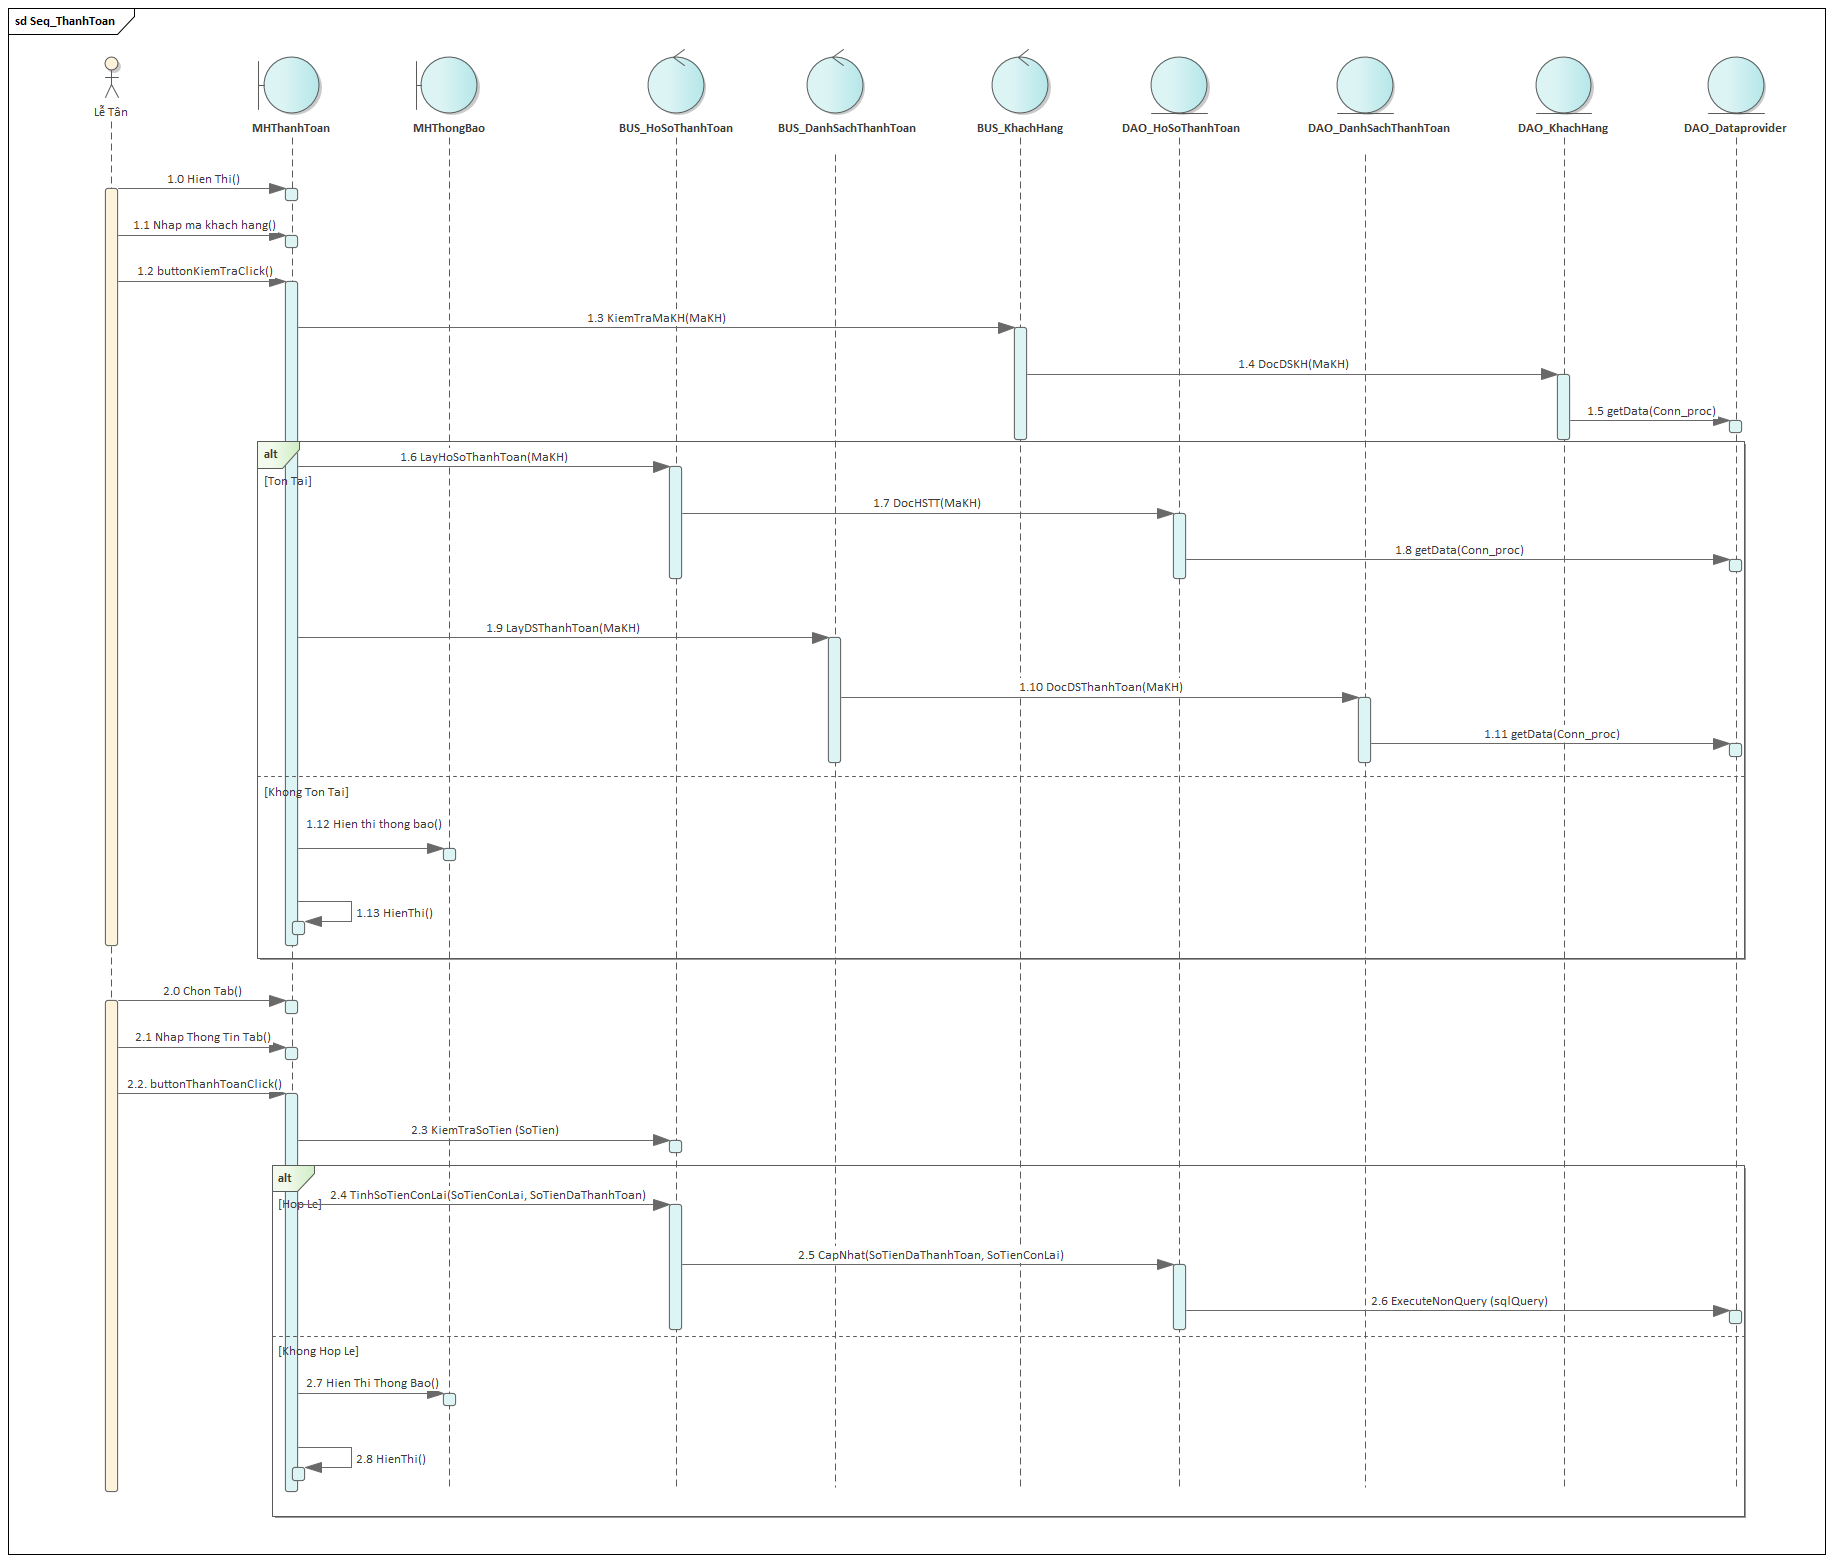 sd Seq_ThanhToan
Lễ Tân
MHThanhToan
MHThongBao
BUS_HoSoThanhToan
BUS_DanhSachThanhToan
BUS_KhachHang
DAO_HoSoThanhToan
DAO_DanhSachThanhToan
DAO_KhachHang
DAO_Dataprovider
1.0 Hien Thi()
1.1 Nhap ma khach hang()
1.2 buttonKiemTraClick()
1.3 KiemTraMaKH(MaKH)
1.4 DocDSKH(MaKH)
1.5 getData(Conn_proc)
alt
1.6 LayHoSoThanhToan(MaKH)
[Ton Tai]
1.7 DocHSTT(MaKH)
1.8 getData(Conn_proc)
1.9 LayDSThanhToan(MaKH)
1.10 DocDSThanhToan(MaKH)
1.11 getData(Conn_proc)
[Khong Ton Tai]
1.12 Hien thi thong bao()
1.13 HienThi()
2.0 Chon Tab()
2.1 Nhap Thong Tin Tab()
2.2. buttonThanhToanClick()
2.3 KiemTraSoTien (SoTien)
alt
2.4 TinhSoTienConLai(SoTienConLai, SoTienDaThanhToan)
[Hop Le]
2.5 CapNhat(SoTienDaThanhToan, SoTienConLai)
2.6 ExecuteNonQuery (sqlQuery)
[Khong Hop Le]
2.7 Hien Thi Thong Bao()
2.8 HienThi()